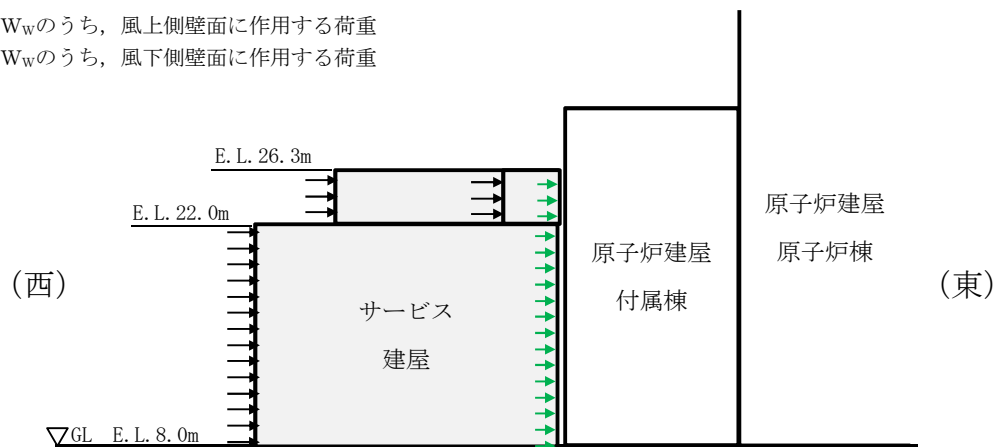 WWのうち，風上側壁面に作用する荷重
WWのうち，風下側壁面に作用する荷重
E.L.26.3m
E.L.22.0m
原子炉建屋
原子炉棟
原子炉建屋
付属棟
（西）
（東）
サービス
建屋
GL E.L.8.0m